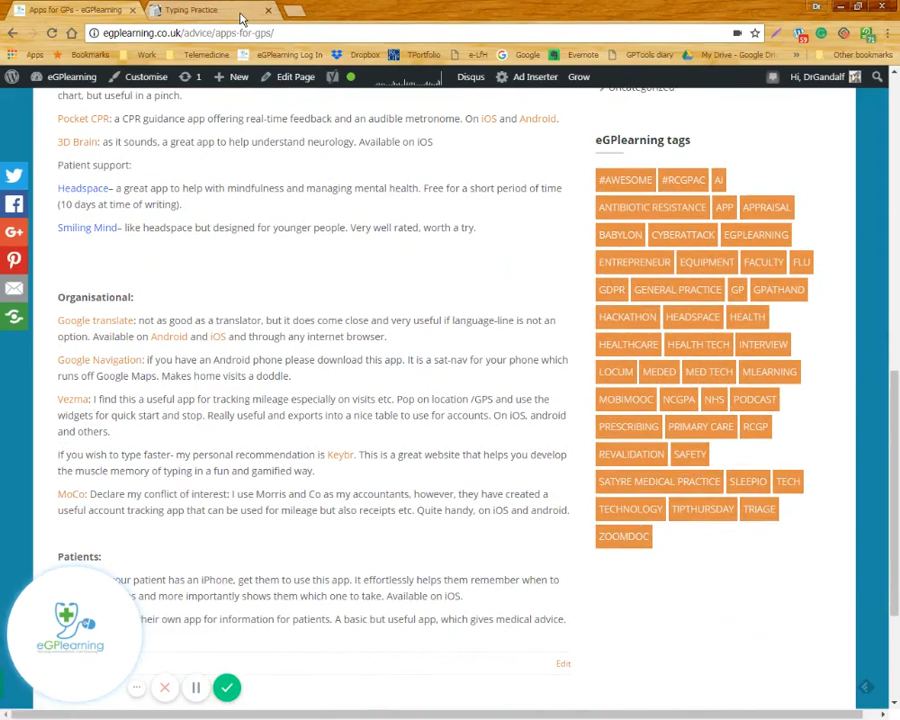 Apps for GPs - eGPlearning
Typing Practice
egplearning.co.uk/advice/apps-for-gps/
Apps Bookmarks Work Telemedicine eGPlearning Log In Dropbox TPortfolio e-LfH Google Evernote GPTools diary My Drive - Google Dri Other bookmarks
eGPlearning Customise 1 New Edit Page Disqus Ad Inserter Grow Hi, DrGandalf
chart, but useful in a pinch.
Pocket CPR: a CPR guidance app offering real-time feedback and an audible metronome. On iOS and Android.
3D Brain: as it sounds, a great app to help understand neurology. Available on iOS
Patient support:
Headspace– a great app to help with mindfulness and managing mental health. Free for a short period of time
(10 days at time of writing).
Smiling Mind– like headspace but designed for younger people. Very well rated, worth a try.
Organisational:
Google translate: not as good as a translator, but it does come close and very useful if language-line is not an
option. Available on Android and iOS and through any internet browser.
Google Navigation: if you have an Android phone please download this app. It is a sat-nav for your phone which
runs off Google Maps. Makes home visits a doddle.
Vezma: I find this a useful app for tracking mileage especially on visits etc. Pop on location /GPS and use the
widgets for quick start and stop. Really useful and exports into a nice table to use for accounts. On iOS, android
and others.
If you wish to type faster- my personal recommendation is Keybr. This is a great website that helps you develop
the muscle memory of typing in a fun and gamified way.
MoCo: Declare my conflict of interest: I use Morris and Co as my accountants, however, they have created a
useful account tracking app that can be used for mileage but also receipts etc. Quite handy, on iOS and android.
Patients:
your patient has an iPhone, get them to use this app. It effortlessly helps them remember when to
and more importantly shows them which one to take. Available on iOS.
their own app for information for patients. A basic but useful app, which gives medical advice.
Edit
eGPlearning
Uncategorized
eGPlearning tags
#AWESOME #RCGPAC AI
ANTIBIOTIC RESISTANCE APP APPRAISAL
BABYLON CYBERATTACK EGPLEARNING
ENTREPRENEUR EQUIPMENT FACULTY FLU
GDPR GENERAL PRACTICE GP GPATHAND
HACKATHON HEADSPACE HEALTH
HEALTHCARE HEALTH TECH INTERVIEW
LOCUM MEDED MED TECH MLEARNING
MOBIMOOC NCGPA NHS PODCAST
PRESCRIBING PRIMARY CARE RCGP
REVALIDATION SAFETY
SATYRE MEDICAL PRACTICE SLEEPIO TECH
TECHNOLOGY TIPTHURSDAY TRIAGE
ZOOMDOC